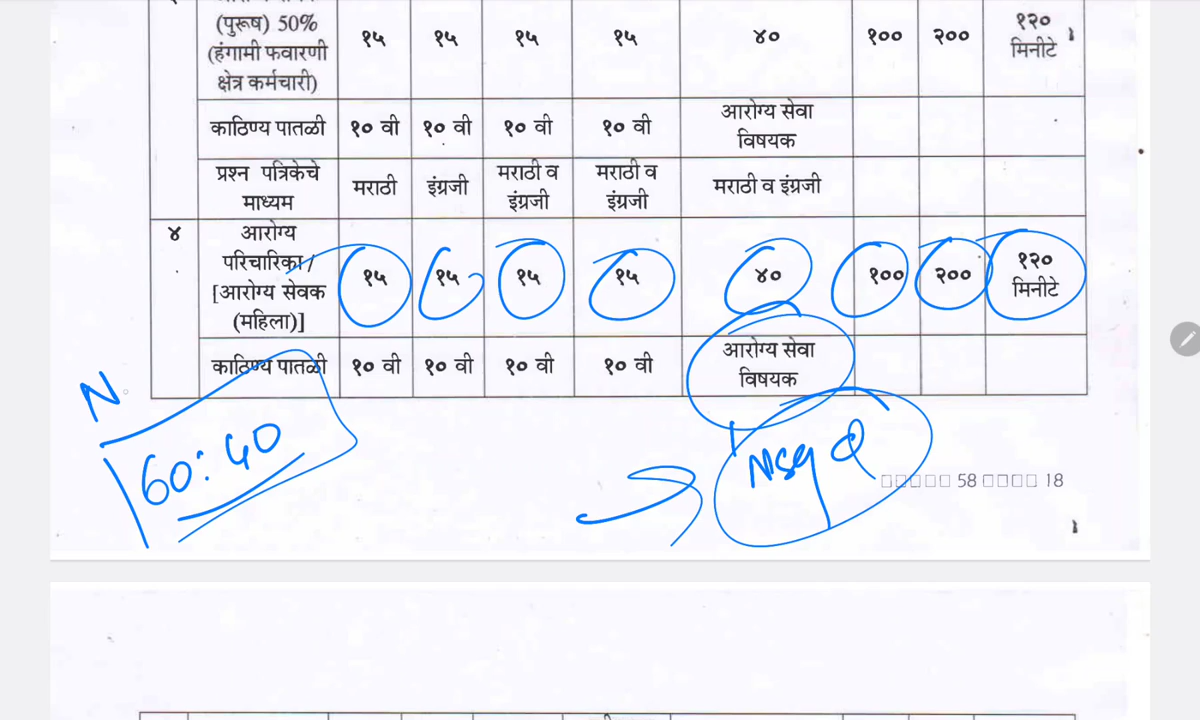 (पुरूष) 50%
(हंगामी फवारणी
क्षेत्र कर्मचारी)
१५ १५ १५ १५ ४० १०० २०० १२० मिनीटे
काठिण्य पातळी १० वी १० वी १० वी १० वी आरोग्य सेवा
विषयक
प्रश्न पत्रिकेचे
माध्यम
मराठी इंग्रजी मराठी व
इंग्रजी
मराठी व
इंग्रजी
मराठी व इंग्रजी
४ आरोग्य
परिचारिका/
[आरोग्य सेवक
(महिला)]
१५ १५ १५ १५ ४० १०० २०० १२०
मिनीटे
काठिण्य पातळी १० वी १० वी १० वी १० वी आरोग्य सेवा
विषयक
N
60:40
58 18